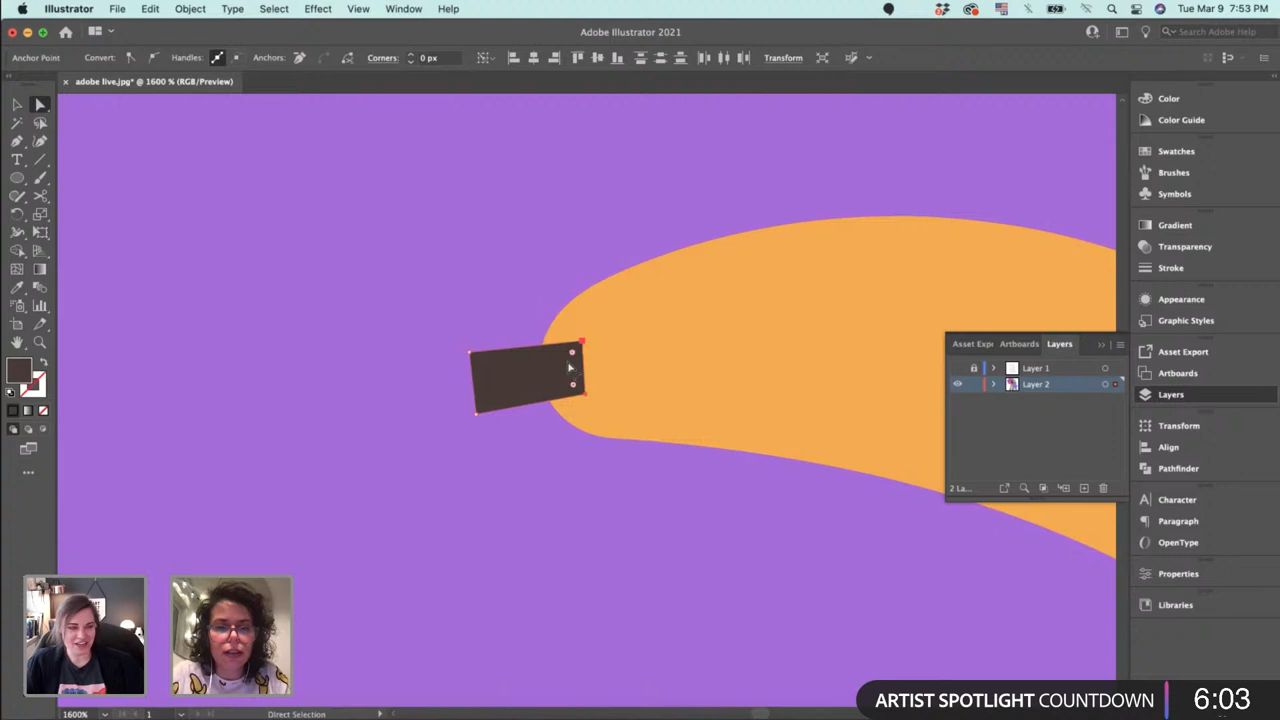 Illustrator File Edit Object Type Select Effect View Window Help Tue Mar 9 7:53 PM
Adobe Illustrator 2021 Search Adobe Help
Anchor Point Convert: Handles: Anchors: Corners: 0 px Transform
adobe live.jpg* @ 1600 % (RGB/Preview)
Color
Color Guide
Swatches
Brushes
Symbols
Gradient
Transparency
Stroke
Appearance
Graphic Styles
Asset Export
Artboards
Layers
Transform
Align
Pathfinder
Character
Paragraph
OpenType
Properties
Libraries
Asset Expo Artboards Layers
Layer 1
Layer 2
2 La...
ARTIST SPOTLIGHT COUNTDOWN 6:03
1600% 1 Direct Selection